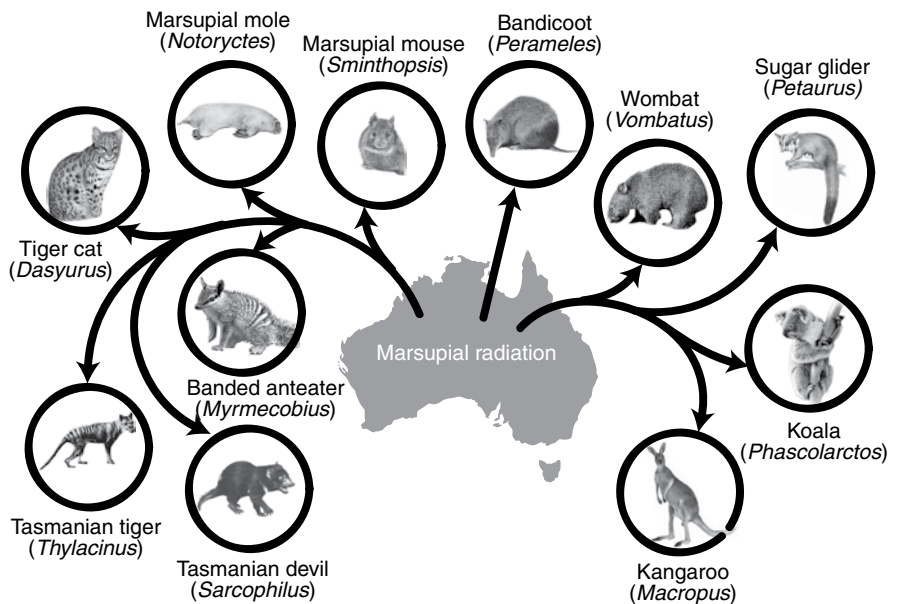 Marsupial mole
(Notoryctes)
Marsupial mouse
(Sminthopsis)
Bandicoot
(Perameles)
Wombat
(Vombatus)
Sugar glider
(Petaurus)
Tiger cat
(Dasyurus)
Banded anteater
(Myrmecobius)
Marsupial radiation
Koala
(Phascolarctos)
Tasmanian tiger
(Thylacinus)
Tasmanian devil
(Sarcophilus)
Kangaroo
(Macropus)